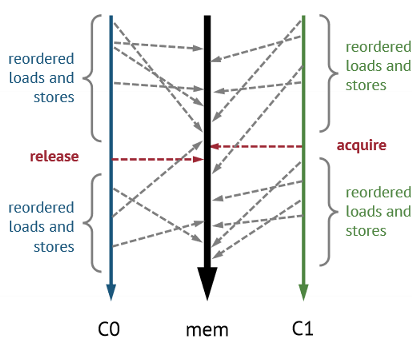 reordered
loads and
stores
reordered
loads and
stores
release
acquire
reordered
loads and
stores
reordered
loads and
stores
C0
mem
C1